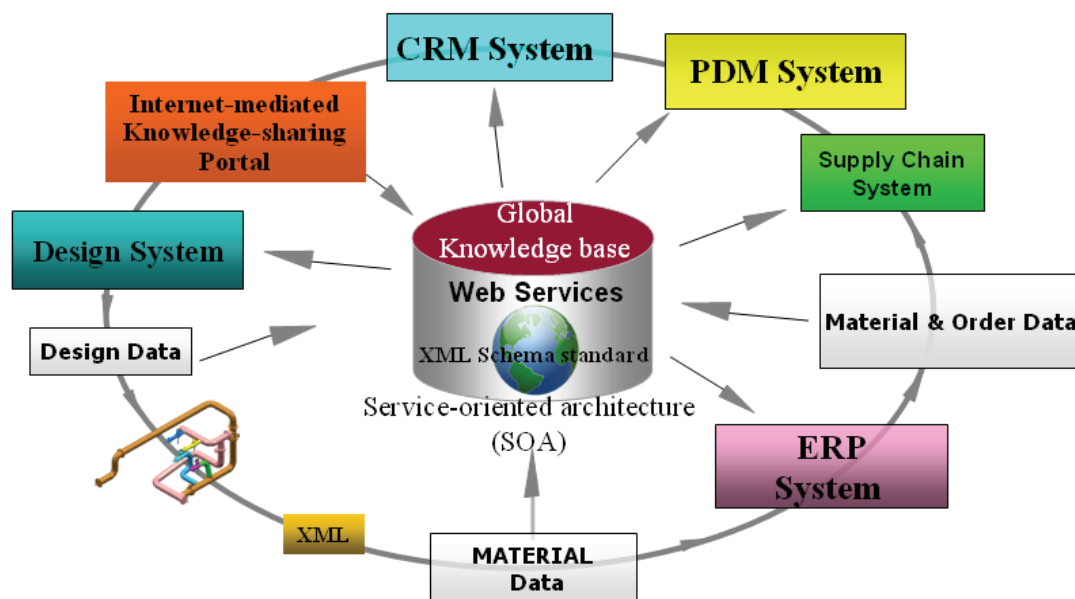 CRM System
PDM System
Internet-mediated
Knowledge-sharing
Portal
Supply Chain
System
Design System
Global
Knowledge base
Web Services
XML Schema standard
Service-oriented architecture
(SOA)
Design Data
Material & Order Data
ERP
System
XML
MATERIAL
Data